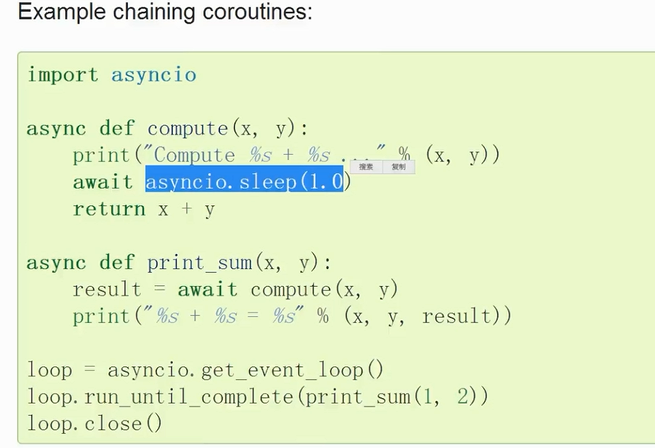 Example chaining coroutines:
import asyncio
async def compute(x, y):
    print("Compute %s + %s ..." % (x, y))
搜索 复制
    await asyncio.sleep(1.0)
    return x + y
async def print_sum(x, y):
    result = await compute(x, y)
    print("%s + %s = %s" % (x, y, result))
loop = asyncio.get_event_loop()
loop.run_until_complete(print_sum(1, 2))
loop.close()